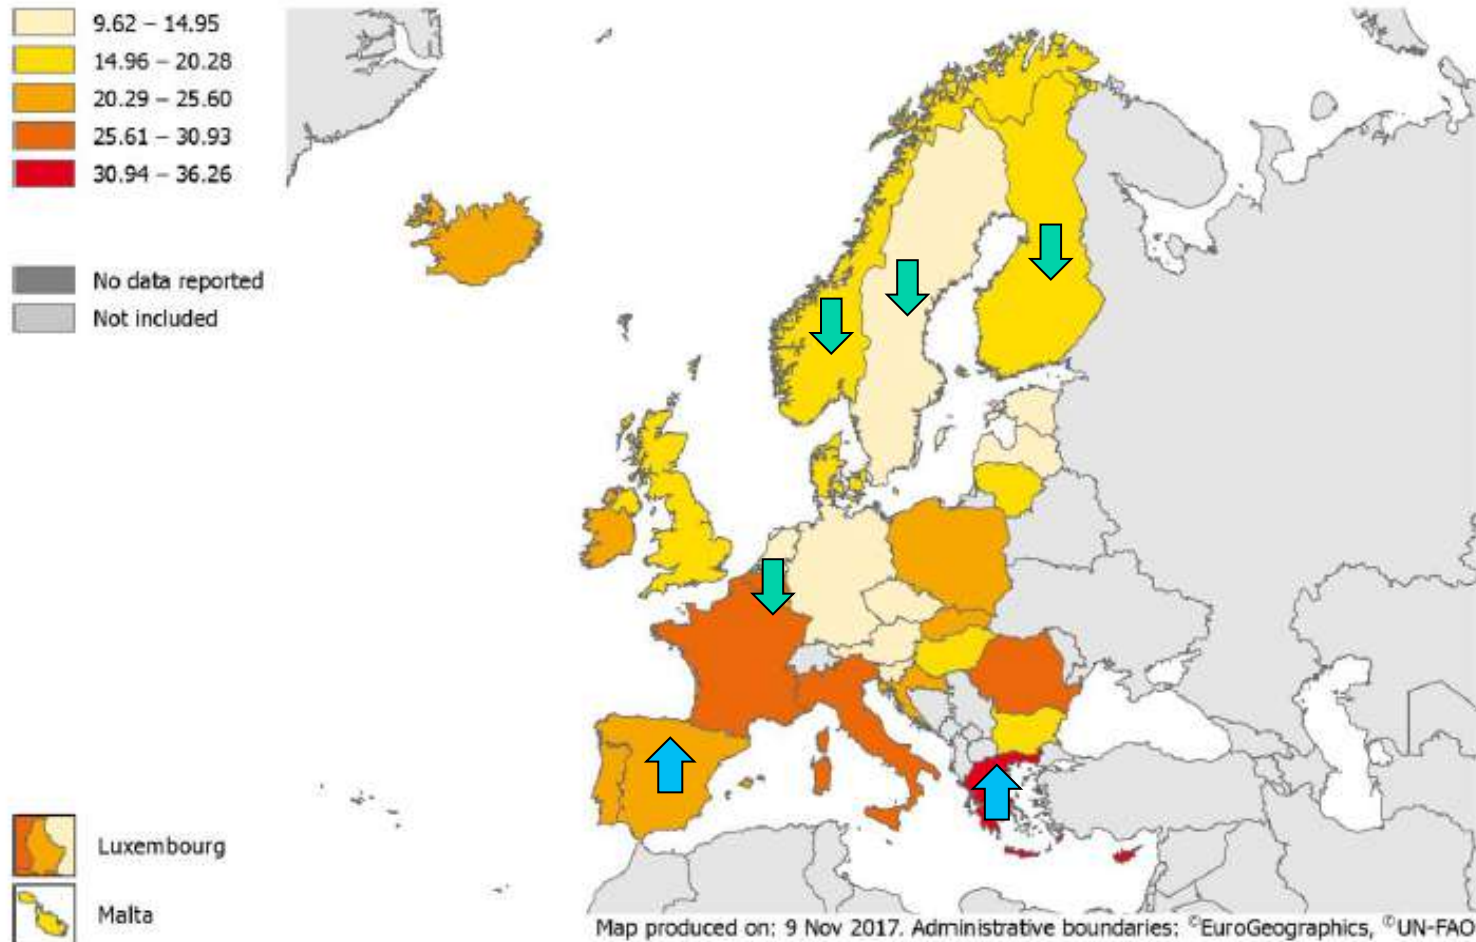 9.62 – 14.95
14.96 – 20.28
20.29 – 25.60
25.61 – 30.93
30.94 – 36.26
No data reported
Not included
Luxembourg
Malta
Map produced on: 9 Nov 2017. Administrative boundaries: ©EuroGeographics, ©UN-FAO